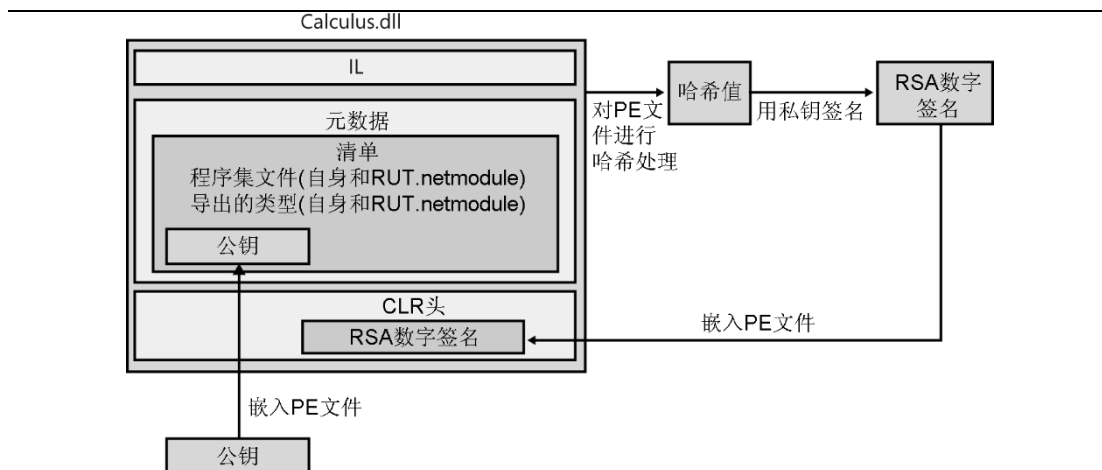 Calculus.dll
IL
元数据
清单
程序集文件(自身和RUT.netmodule)
导出的类型(自身和RUT.netmodule)
公钥
CLR头
RSA数字签名
对PE文
件进行
哈希处理
哈希值
用私钥签名
RSA数字
签名
嵌入PE文件
嵌入PE文件
公钥